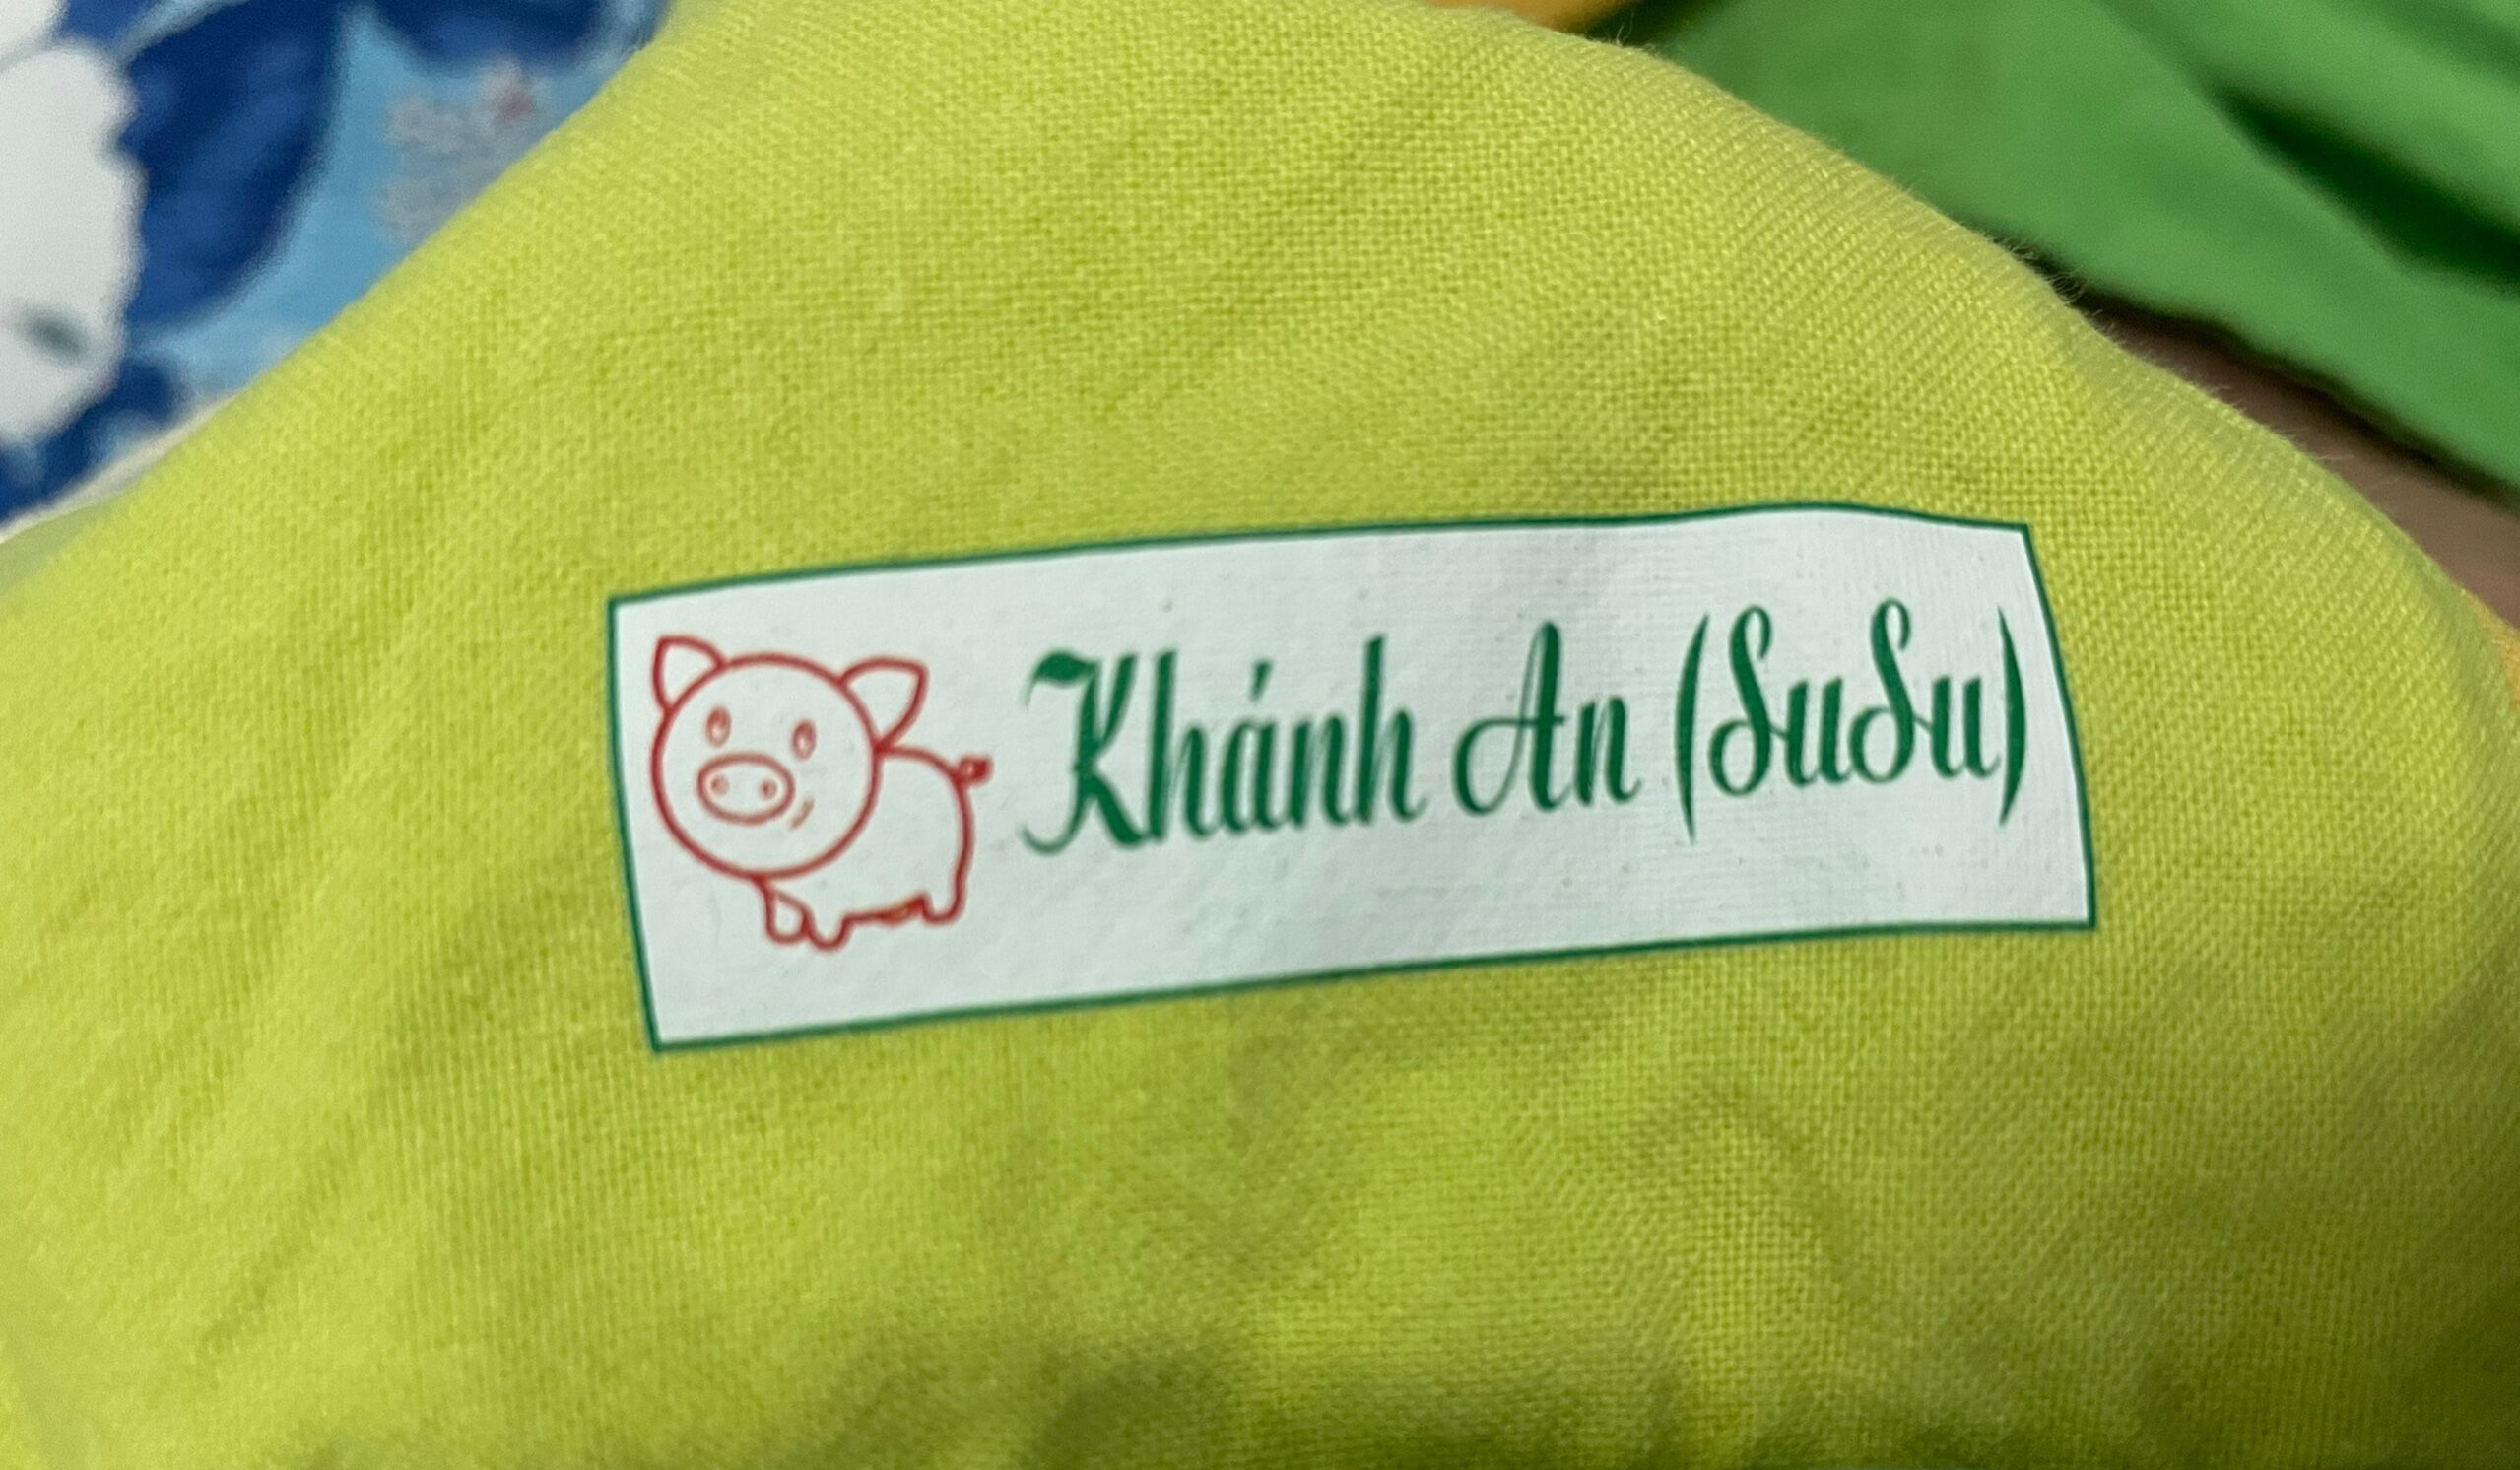 Khánh An (SuSu)